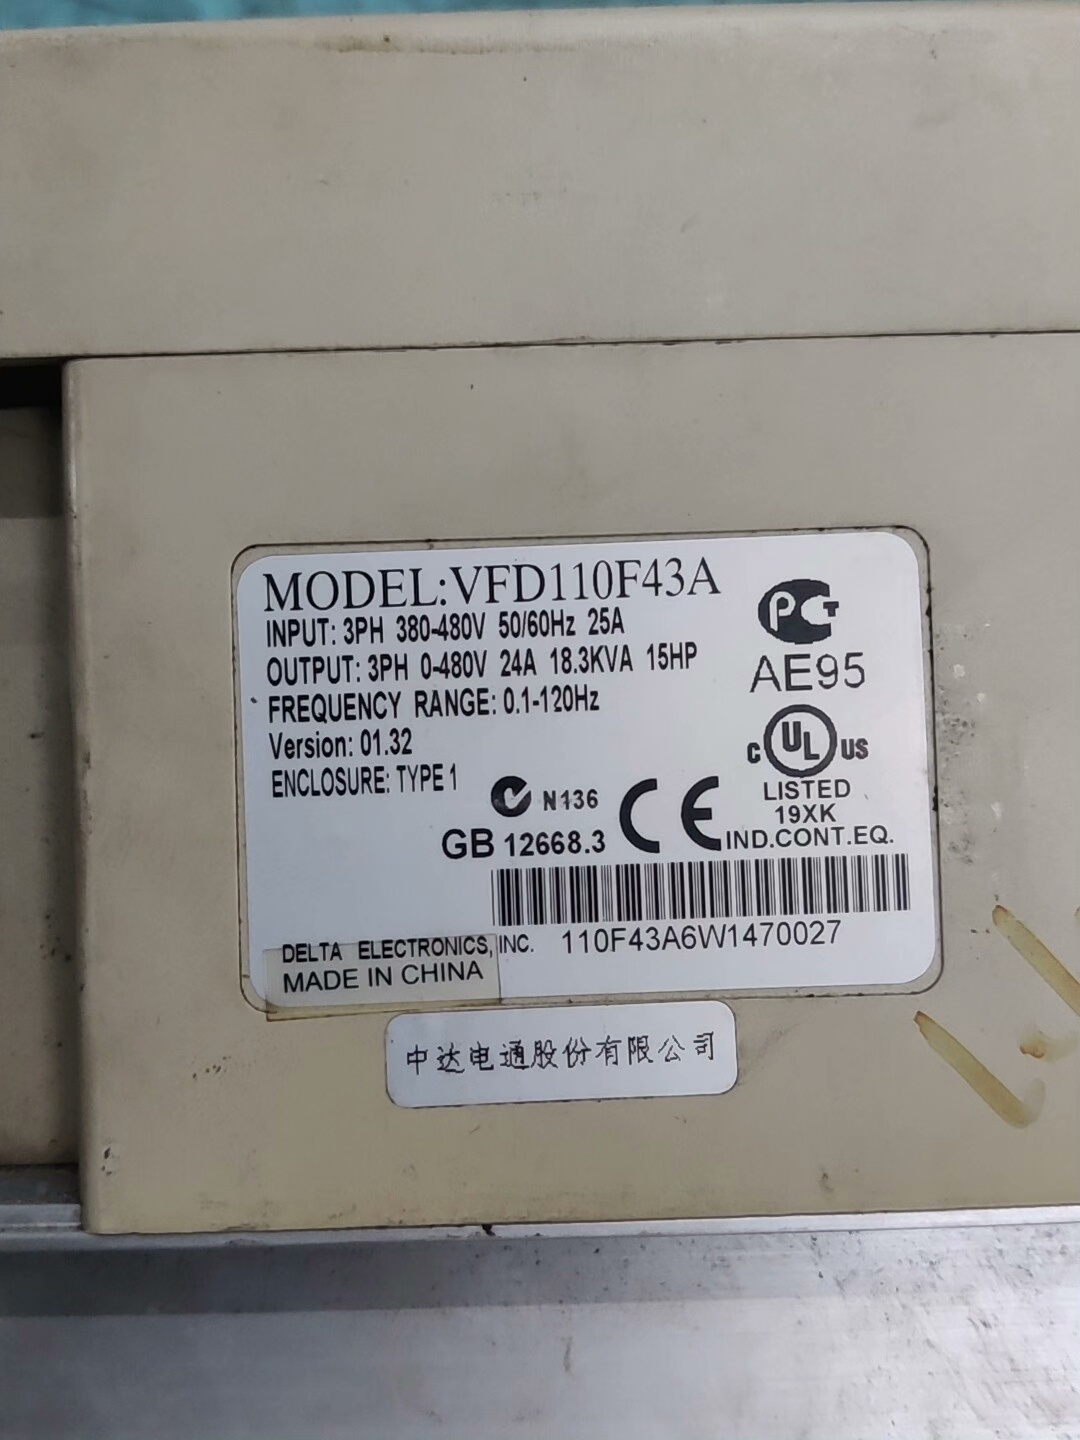 MODEL:VFD110F43A
INPUT: 3PH 380-480V 50/60Hz 25A
OUTPUT: 3PH 0-480V 24A 18.3KVA 15HP
FREQUENCY RANGE: 0.1-120Hz
Version: 01.32
ENCLOSURE: TYPE 1
PCT
AE95
C UL US
LISTED
19XK
IND.CONT.EQ.
N136
GB 12668.3
CE
110F43A6W1470027
DELTA ELECTRONICS, INC.
MADE IN CHINA
中达电通股份有限公司